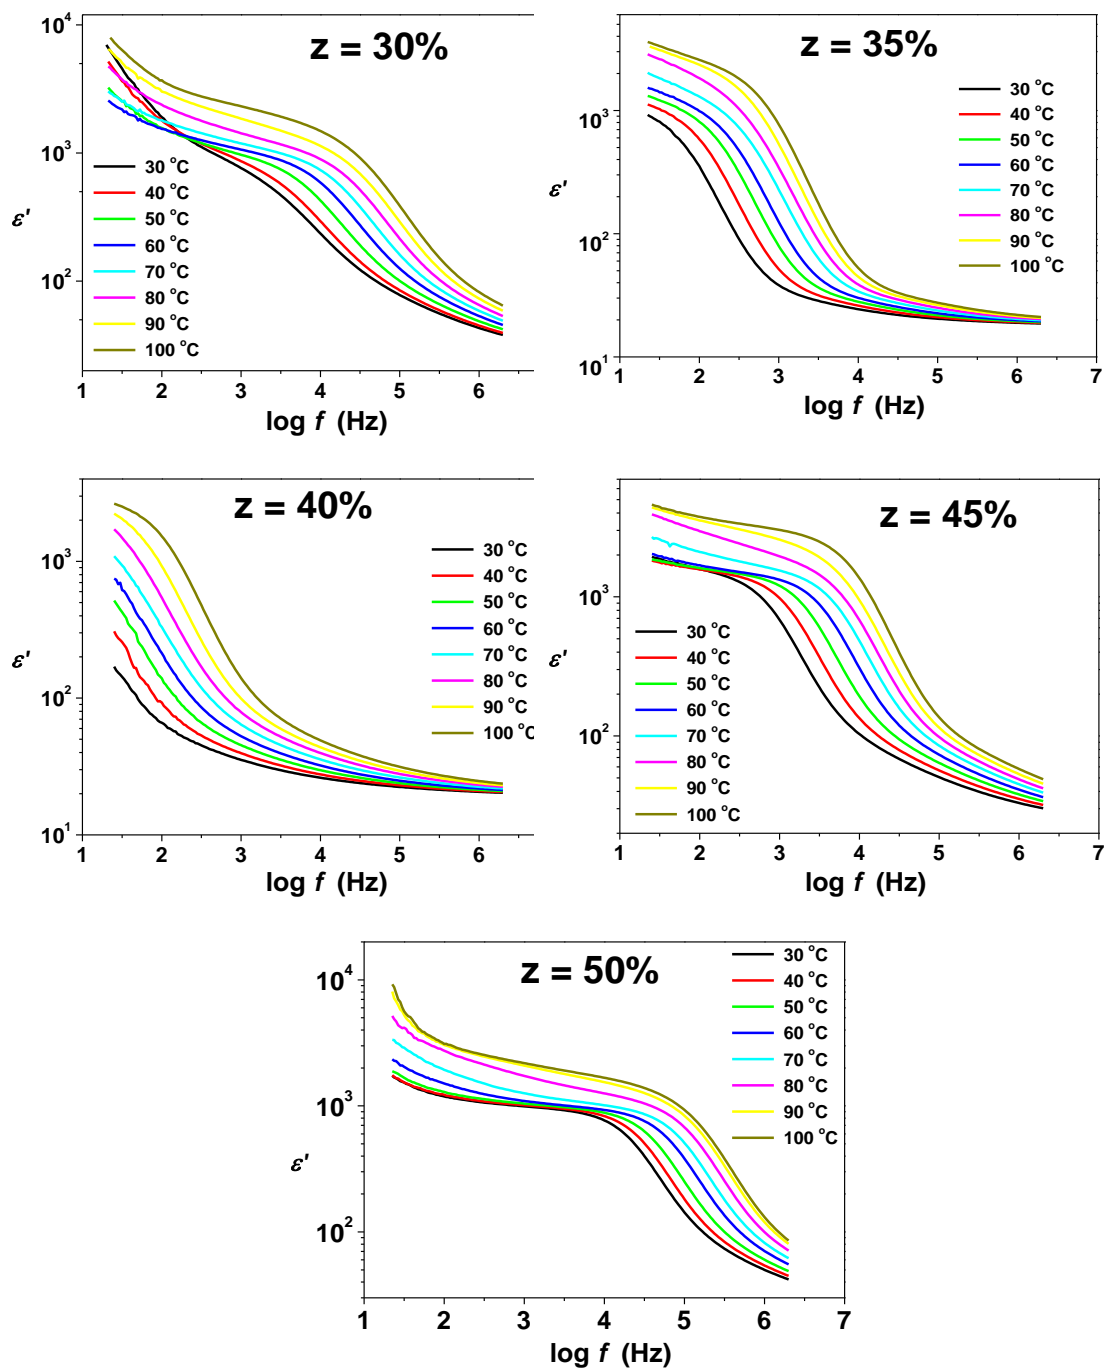 z = 30%
10^4
10^3
10^2
ε'
30 °C
40 °C
50 °C
60 °C
70 °C
80 °C
90 °C
100 °C
1 2 3 4 5 6
log f (Hz)
z = 35%
10^3
10^2
10^1
ε'
30 °C
40 °C
50 °C
60 °C
70 °C
80 °C
90 °C
100 °C
1 2 3 4 5 6 7
log f (Hz)
z = 40%
10^3
10^2
10^1
ε'
30 °C
40 °C
50 °C
60 °C
70 °C
80 °C
90 °C
100 °C
1 2 3 4 5 6
log f (Hz)
z = 45%
10^3
10^2
ε'
30 °C
40 °C
50 °C
60 °C
70 °C
80 °C
90 °C
100 °C
1 2 3 4 5 6 7
log f (Hz)
z = 50%
10^4
10^3
10^2
ε'
30 °C
40 °C
50 °C
60 °C
70 °C
80 °C
90 °C
100 °C
1 2 3 4 5 6 7
log f (Hz)